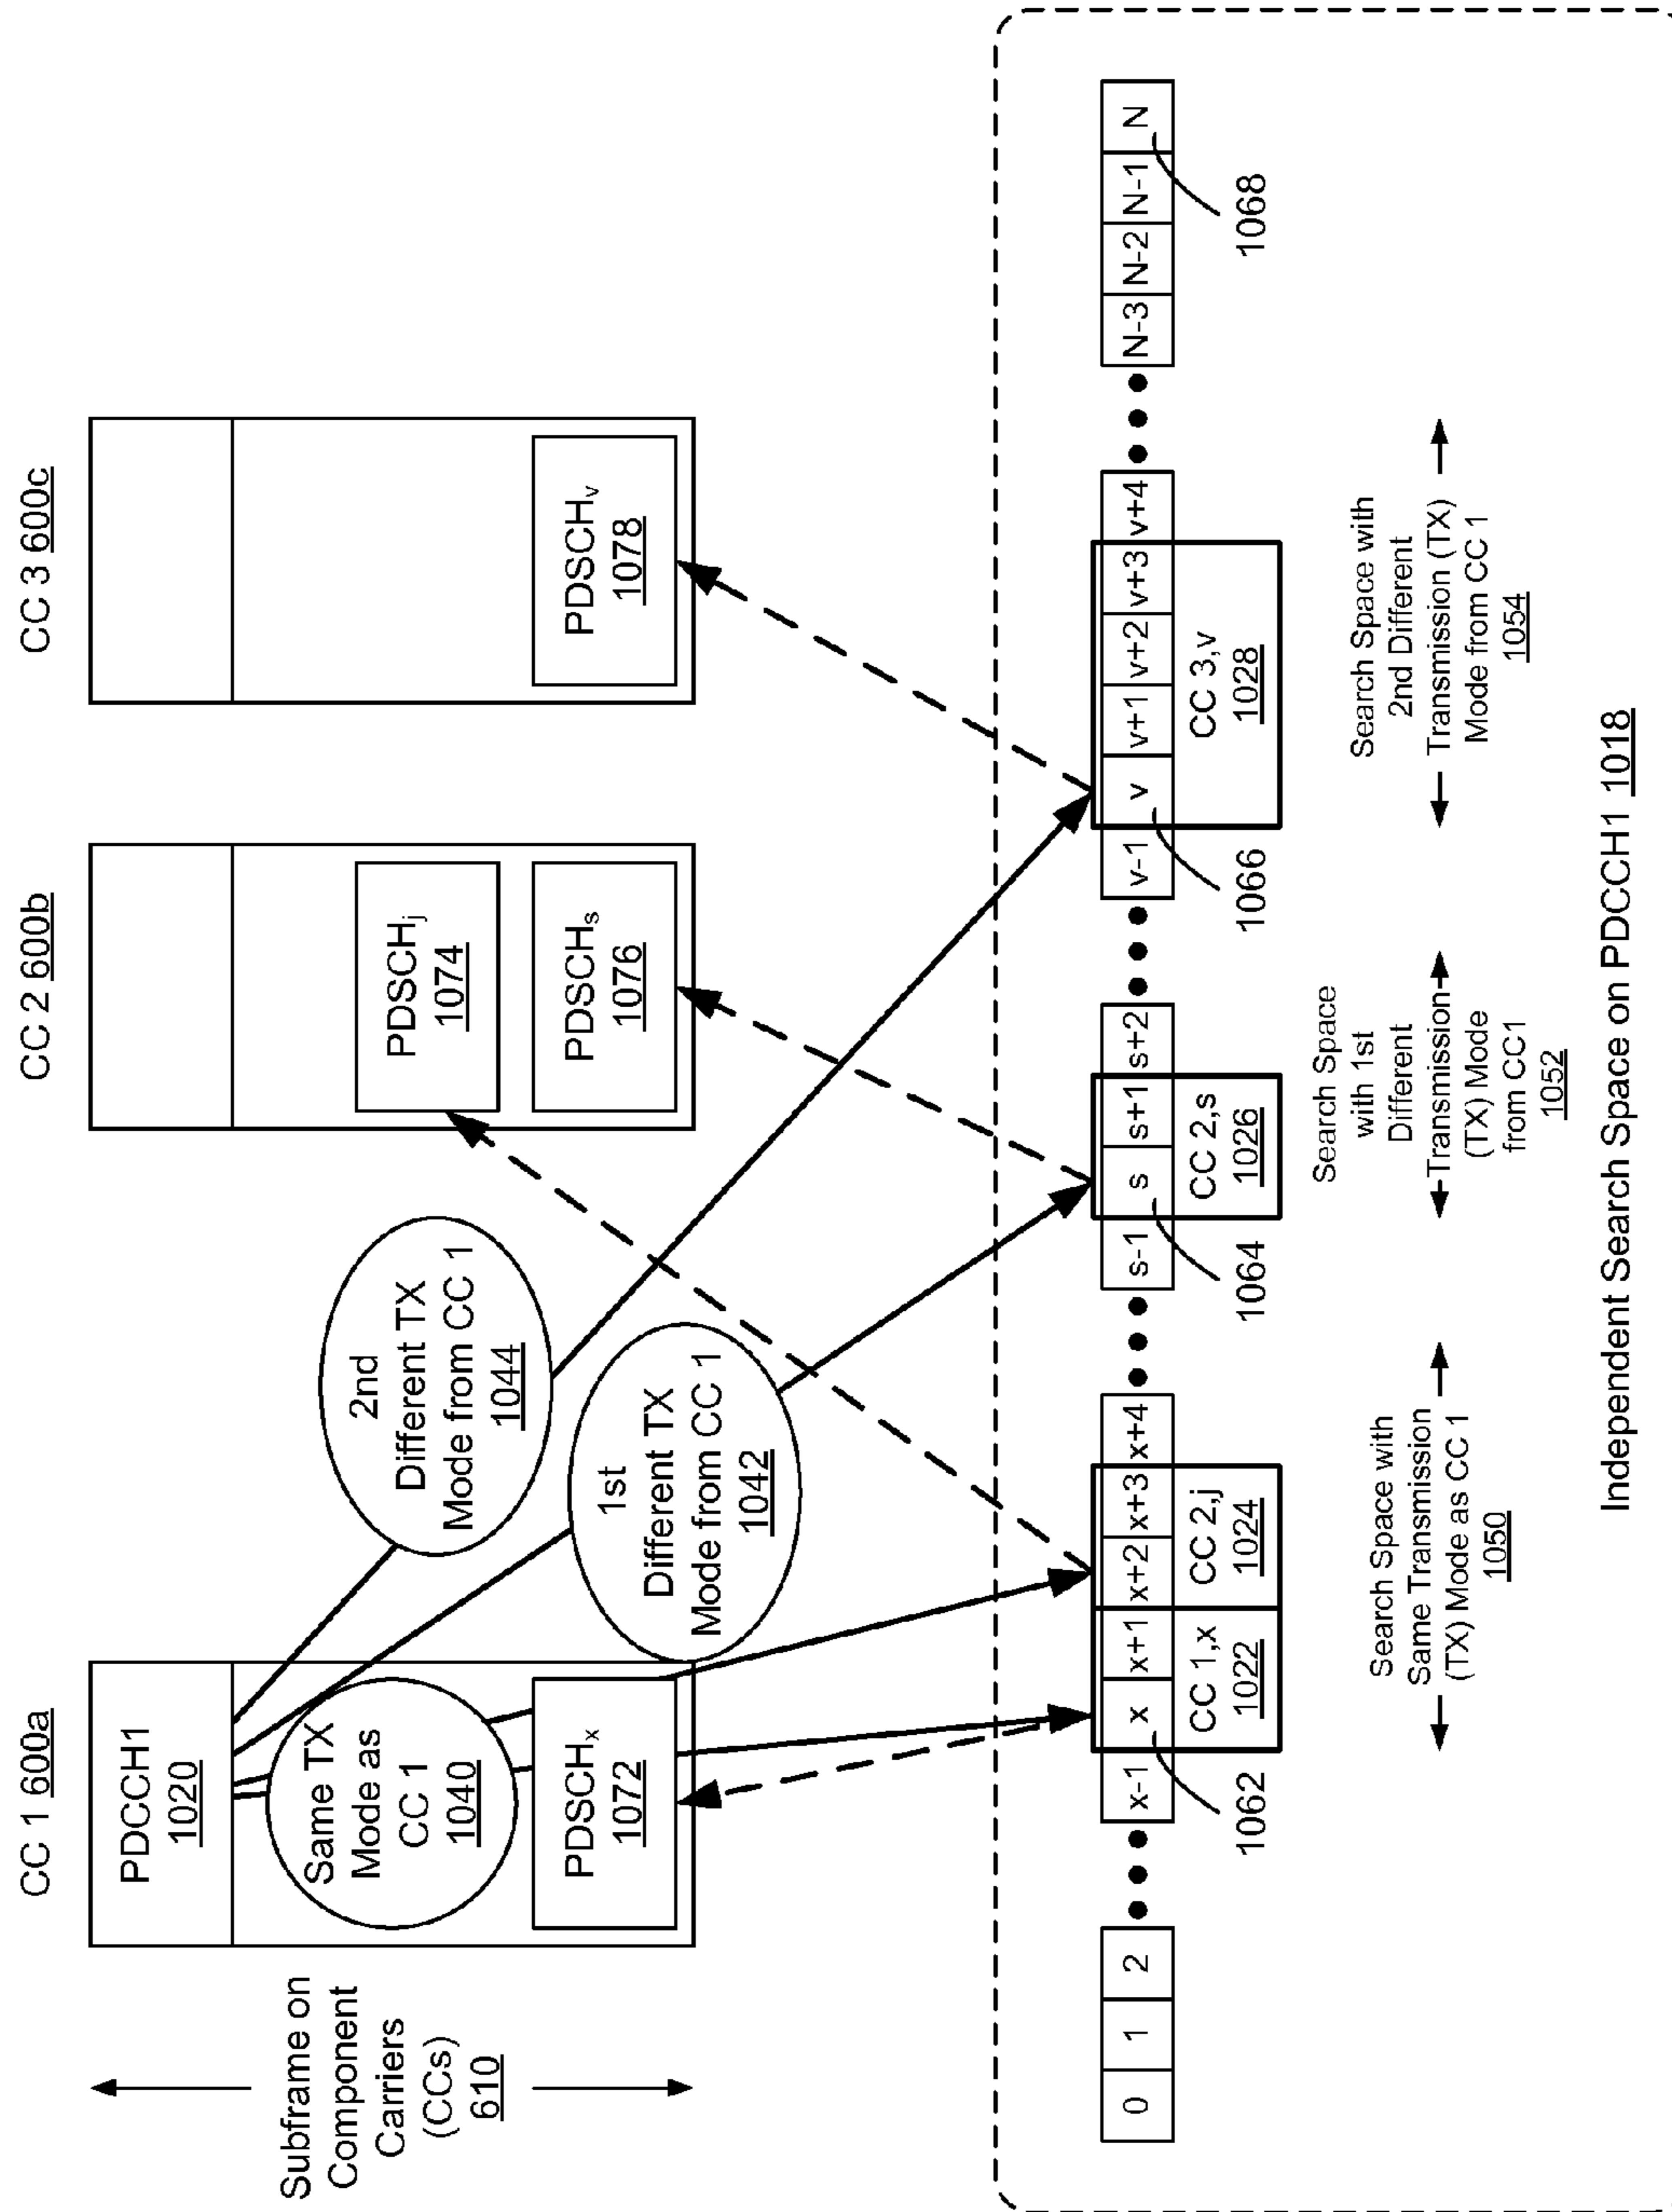 CC 1 600a
CC 2 600b
CC 3 600c
Subframe on
Component
Carriers
(CCs)
610
PDCCH1
1020
Same TX
Mode as
CC 1
1040
PDSCHx
1072
2nd
Different TX
Mode from CC 1
1044
1st
Different TX
Mode from CC 1
1042
PDSCHj
1074
PDSCHs
1076
PDSCHv
1078
0 1 2 x-1 x x+1 x+2 x+3 x+4 s-1 s s+1 s+2 v-1 v v+1 v+2 v+3 v+4 N-3 N-2 N-1 N
CC 1,x
1022
CC 2,j
1024
CC 2,s
1026
CC 3,v
1028
1062
1064
1066
1068
Search Space with
Same Transmission
(TX) Mode as CC 1
1050
Search Space
with 1st
Different
Transmission
(TX) Mode
from CC1
1052
Search Space with
2nd Different
Transmission (TX)
Mode from CC 1
1054
Independent Search Space on PDCCH1 1018